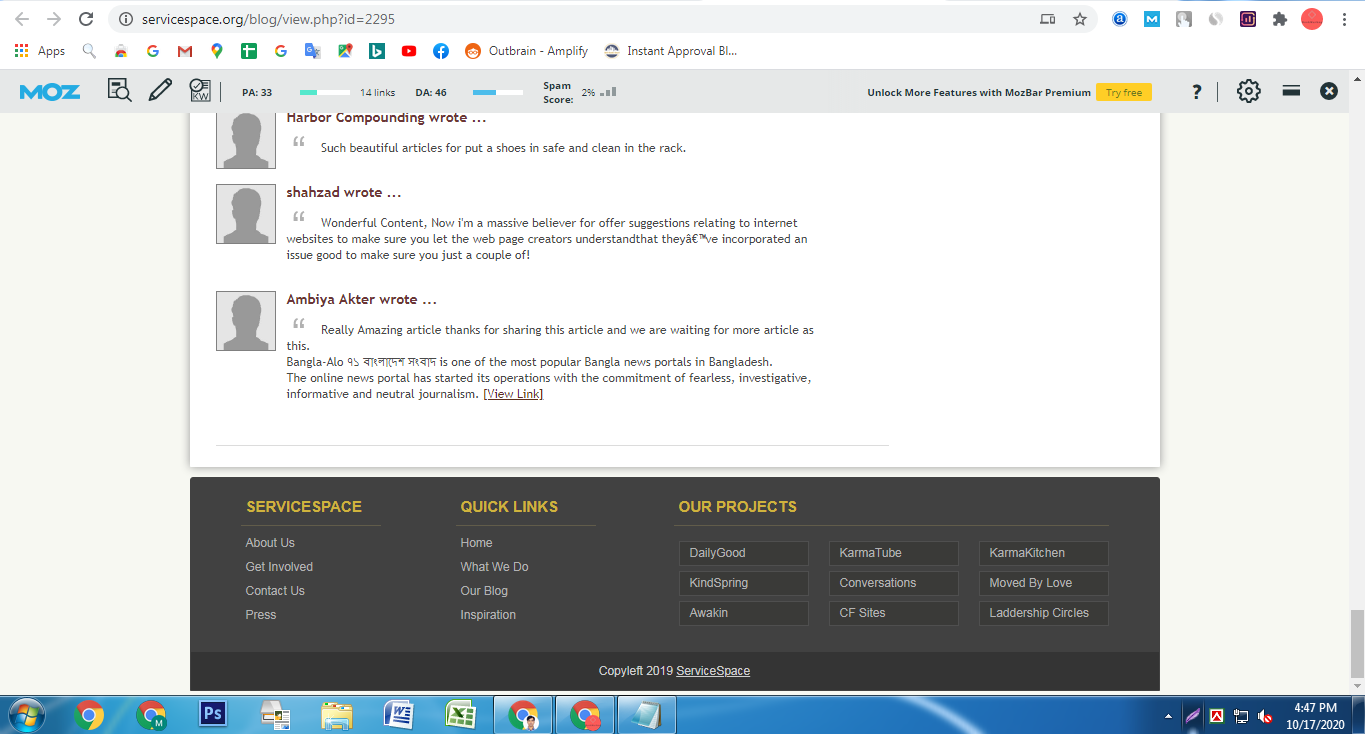 servicespace.org/blog/view.php?id=2295
Apps
Outbrain - Amplify
Instant Approval Bl...
MOZ
KW
PA: 33
14 links
DA: 46
Spam
Score:
2%
Unlock More Features with MozBar Premium
Try free
?
Harbor Compounding wrote ...
“ Such beautiful articles for put a shoes in safe and clean in the rack.
shahzad wrote ...
“ Wonderful Content, Now i'm a massive believer for offer suggestions relating to internet
websites to make sure you let the web page creators understandthat theyâ€™ve incorporated an
issue good to make sure you just a couple of!
Ambiya Akter wrote ...
“ Really Amazing article thanks for sharing this article and we are waiting for more article as
this.
Bangla-Alo ৭১ বাংলাদেশ সংবাদ is one of the most popular Bangla news portals in Bangladesh.
The online news portal has started its operations with the commitment of fearless, investigative,
informative and neutral journalism. [View Link]
SERVICESPACE
About Us
Get Involved
Contact Us
Press
QUICK LINKS
Home
What We Do
Our Blog
Inspiration
OUR PROJECTS
DailyGood
KarmaTube
KarmaKitchen
KindSpring
Conversations
Moved By Love
Awakin
CF Sites
Laddership Circles
Copyleft 2019 ServiceSpace
Ps
4:47 PM
10/17/2020